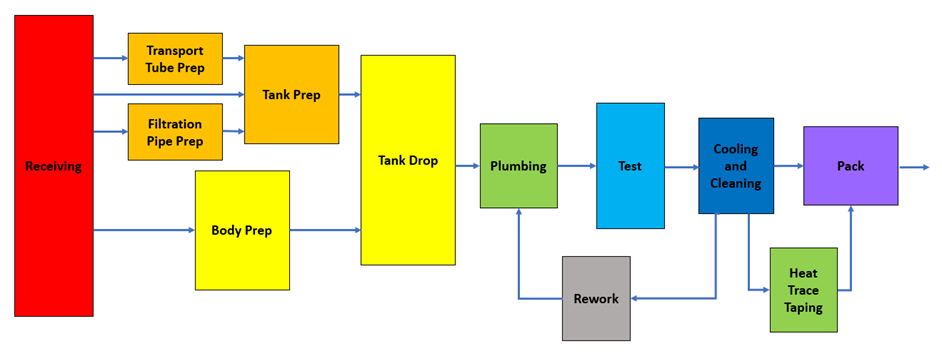 Receiving
Transport
Tube Prep
Tank Prep
Filtration
Pipe Prep
Body Prep
Tank Drop
Plumbing
Test
Cooling
and
Cleaning
Pack
Rework
Heat
Trace
Taping